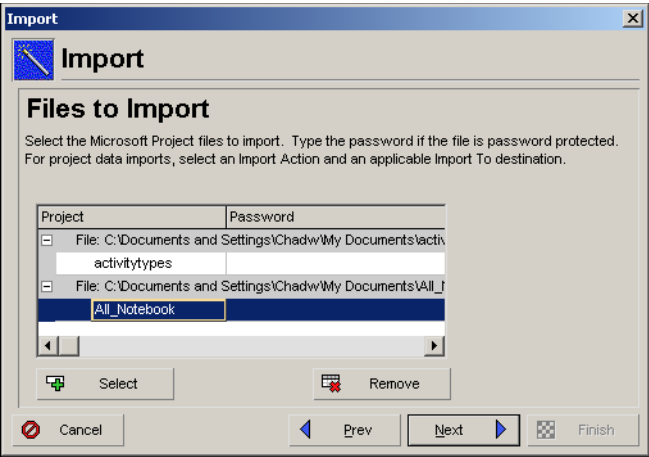 Import
Import
Files to Import
Select the Microsoft Project files to import. Type the password if the file is password protected.
For project data imports, select an Import Action and an applicable Import To destination.
Project Password
File: C:\Documents and Settings\Chadw\My Documents\activ
activitytypes
File: C:\Documents and Settings\Chadw\My Documents\All_
All_Notebook
Select Remove
Cancel Prev Next Finish